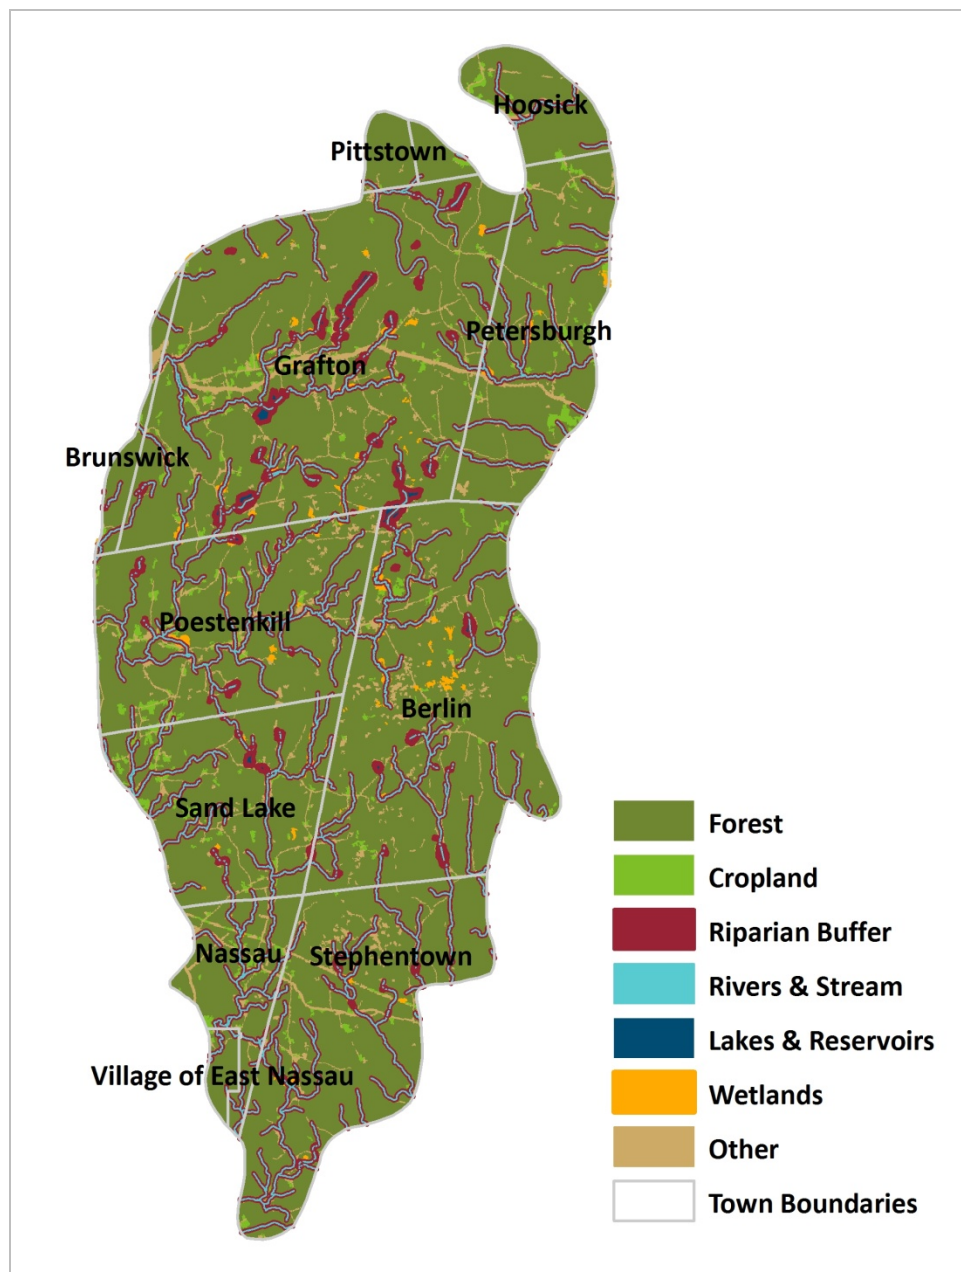 Hoosick
Pittstown
Petersburgh
Grafton
Brunswick
Poestenkill
Berlin
Sand Lake
Nassau
Stephentown
Village of East Nassau
Forest
Cropland
Riparian Buffer
Rivers & Stream
Lakes & Reservoirs
Wetlands
Other
Town Boundaries